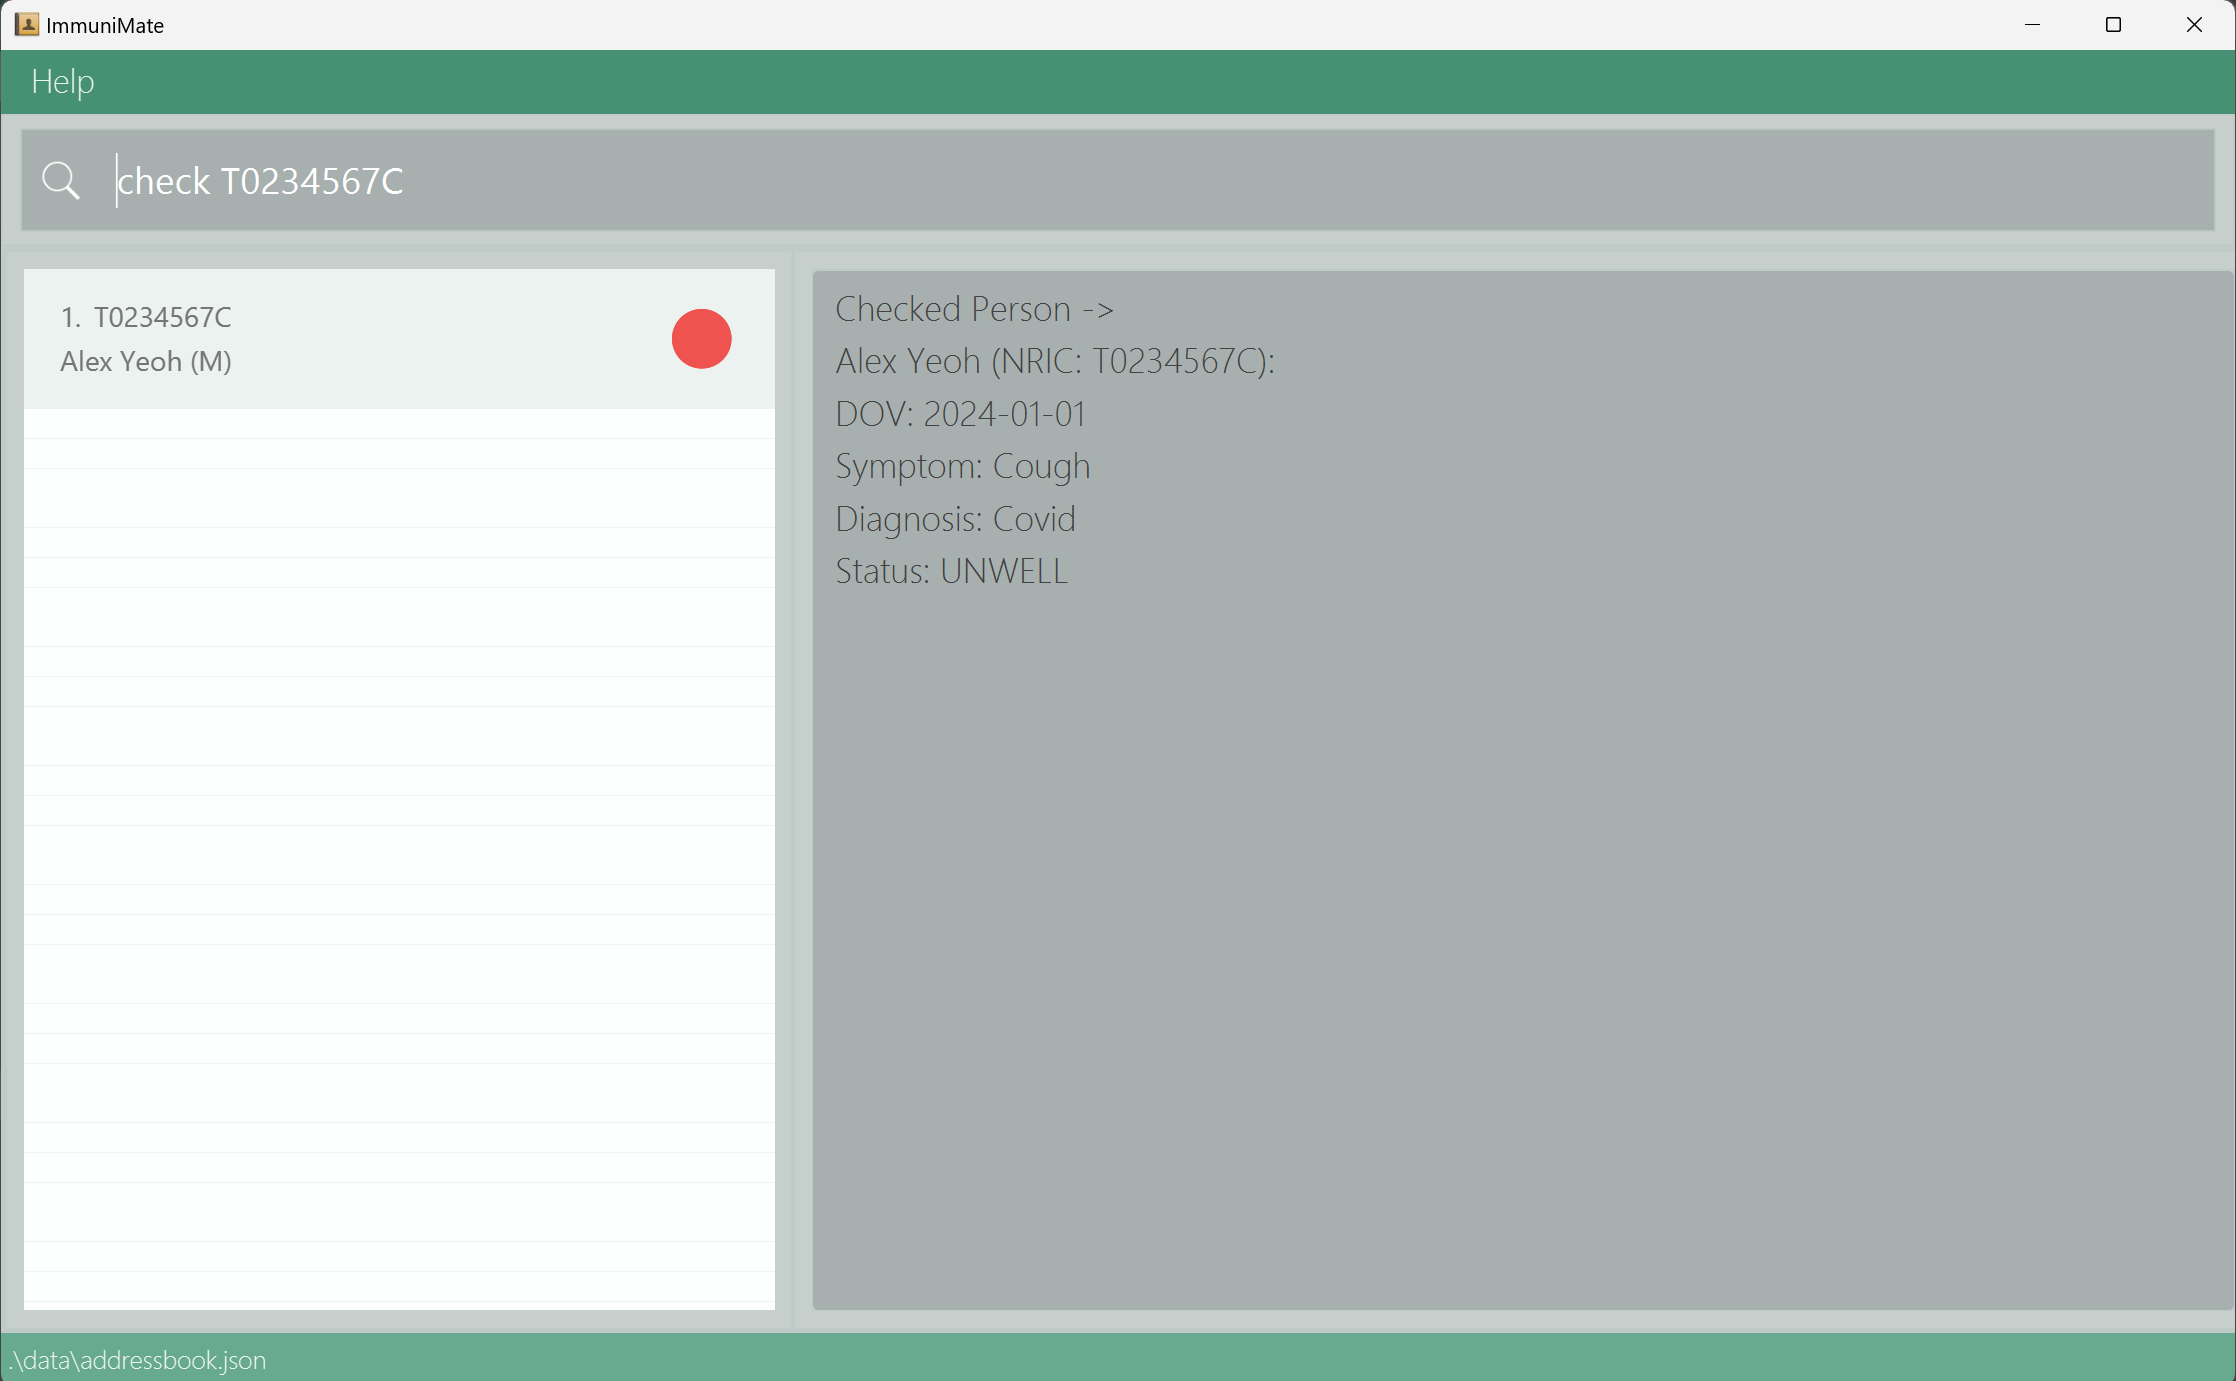 ImmuniMate
Help
check T0234567C
1. T0234567C
Alex Yeoh (M)
Checked Person ->
Alex Yeoh (NRIC: T0234567C):
DOV: 2024-01-01
Symptom: Cough
Diagnosis: Covid
Status: UNWELL
.\data\addressbook.json